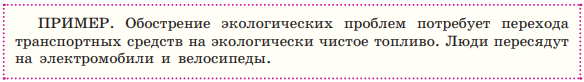 ПРИМЕР. Обострение экологических проблем потребует перехода
транспортных средств на экологически чистое топливо. Люди пересядут
на электромобили и велосипеды.